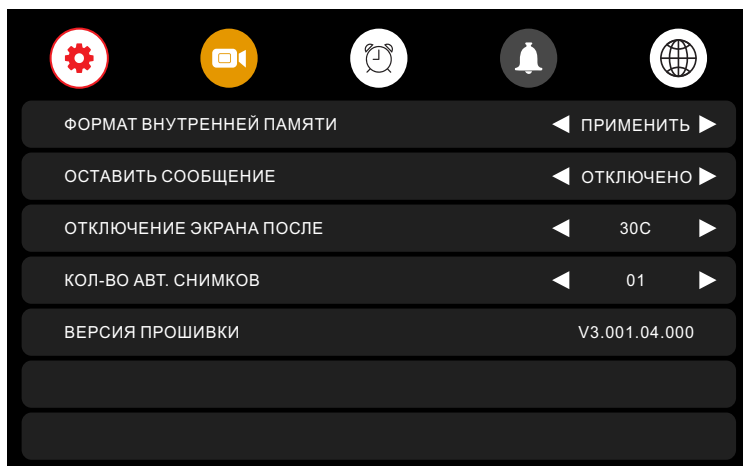 ФОРМАТ ВНУТРЕННЕЙ ПАМЯТИ ПРИМЕНИТЬ
ОСТАВИТЬ СООБЩЕНИЕ ОТКЛЮЧЕНО
ОТКЛЮЧЕНИЕ ЭКРАНА ПОСЛЕ 30С
КОЛ-ВО АВТ. СНИМКОВ 01
ВЕРСИЯ ПРОШИВКИ V3.001.04.000